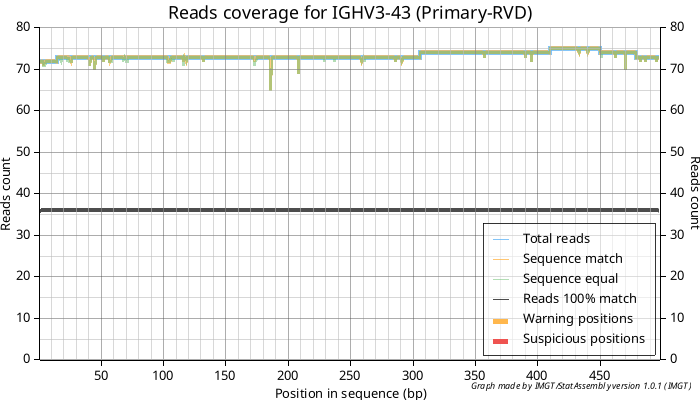 Reads coverage for IGHV3-43 (Primary-RVD)
80
70
60
50
40
30
20
10
0
80
70
60
50
40
30
20
10
0
Reads count
Reads count
Total reads
Sequence match
Sequence equal
Reads 100% match
Warning positions
Suspicious positions
50 100 150 200 250 300 350 400 450
Position in sequence (bp)
Graph made by IMGT/StatAssembly version 1.0.1 (IMGT)